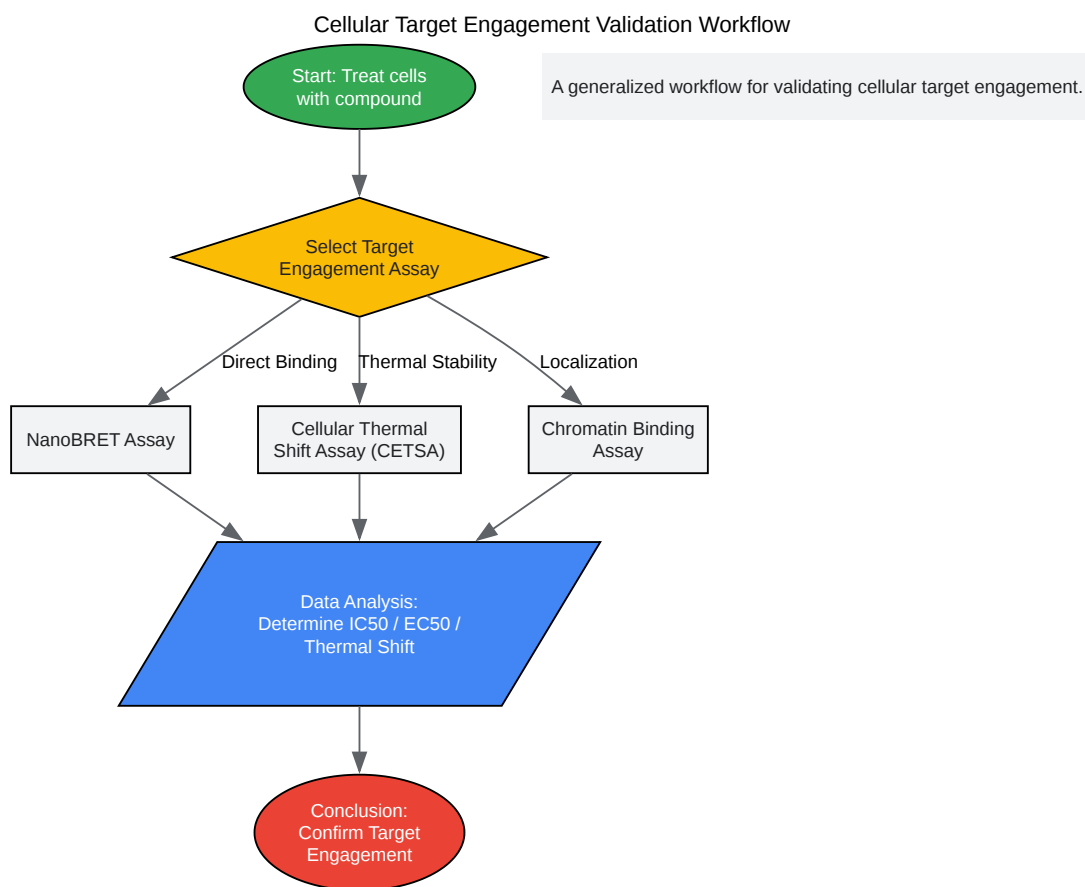 Cellular Target Engagement Validation Workflow
Start: Treat cells
with compound
A generalized workflow for validating cellular target engagement.
Select Target
Engagement Assay
Direct Binding
Thermal Stability
Localization
NanoBRET Assay
Cellular Thermal
Shift Assay (CETSA)
Chromatin Binding
Assay
Data Analysis:
Determine IC50 / EC50 /
Thermal Shift
Conclusion:
Confirm Target
Engagement